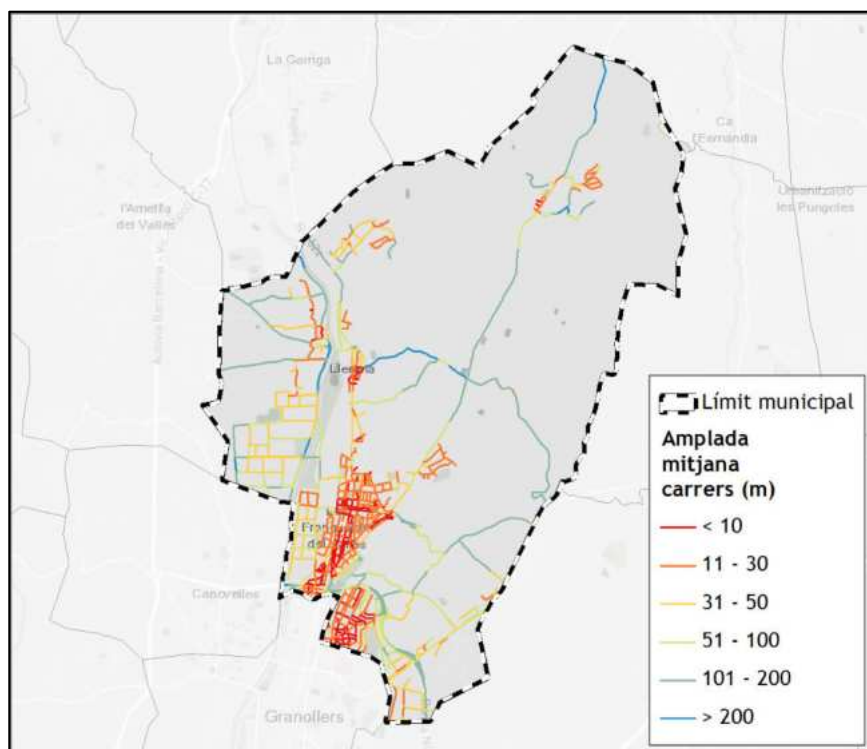 La Garriga
Ca
l'Esmandia
Urbanització
les Pungoles
l'Ametlla
del Vallès
Llerona
Canovelles
Granollers
Límit municipal
Amplada
mitjana
carrers (m)
< 10
11 - 30
31 - 50
51 - 100
101 - 200
> 200